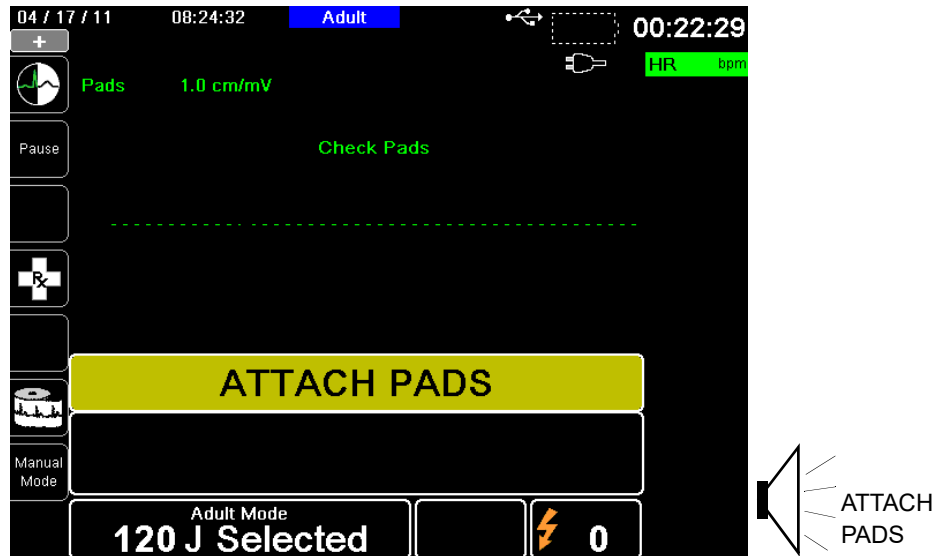 04 / 17 / 11 08:24:32 Adult 00:22:29
+
HR bpm
Pads 1.0 cm/mV
Pause
Check Pads
Rx
ATTACH PADS
Manual
Mode
Adult Mode
120 J Selected 0
ATTACH
PADS